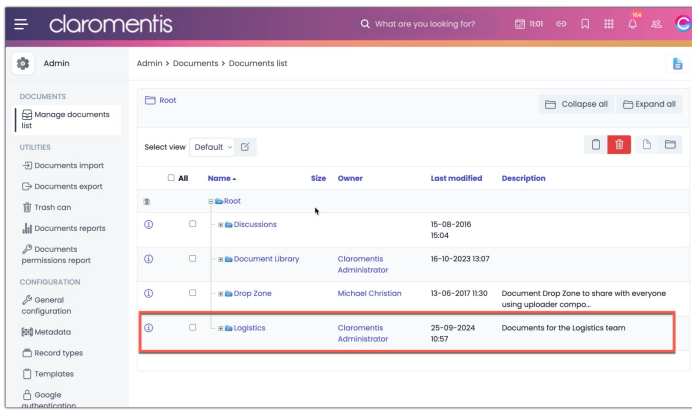 claromentis
What are you looking for?
11:01
164
Admin
Admin > Documents > Documents list
DOCUMENTS
Manage documents
list
UTILITIES
Documents import
Documents export
Trash can
Documents reports
Documents
permissions report
CONFIGURATION
General
configuration
Metadata
Record types
Templates
Google
authentication
Root
Collapse all
Expand all
Select view Default
All Name Size Owner Last modified Description
Root
Discussions 15-08-2016
15:04
Document Library Claromentis 16-10-2023 13:07
Administrator
Drop Zone Michael Christian 13-06-2017 11:30 Document Drop Zone to share with everyone
using uploader compo...
Logistics Claromentis 25-09-2024 Documents for the Logistics team
Administrator 10:57